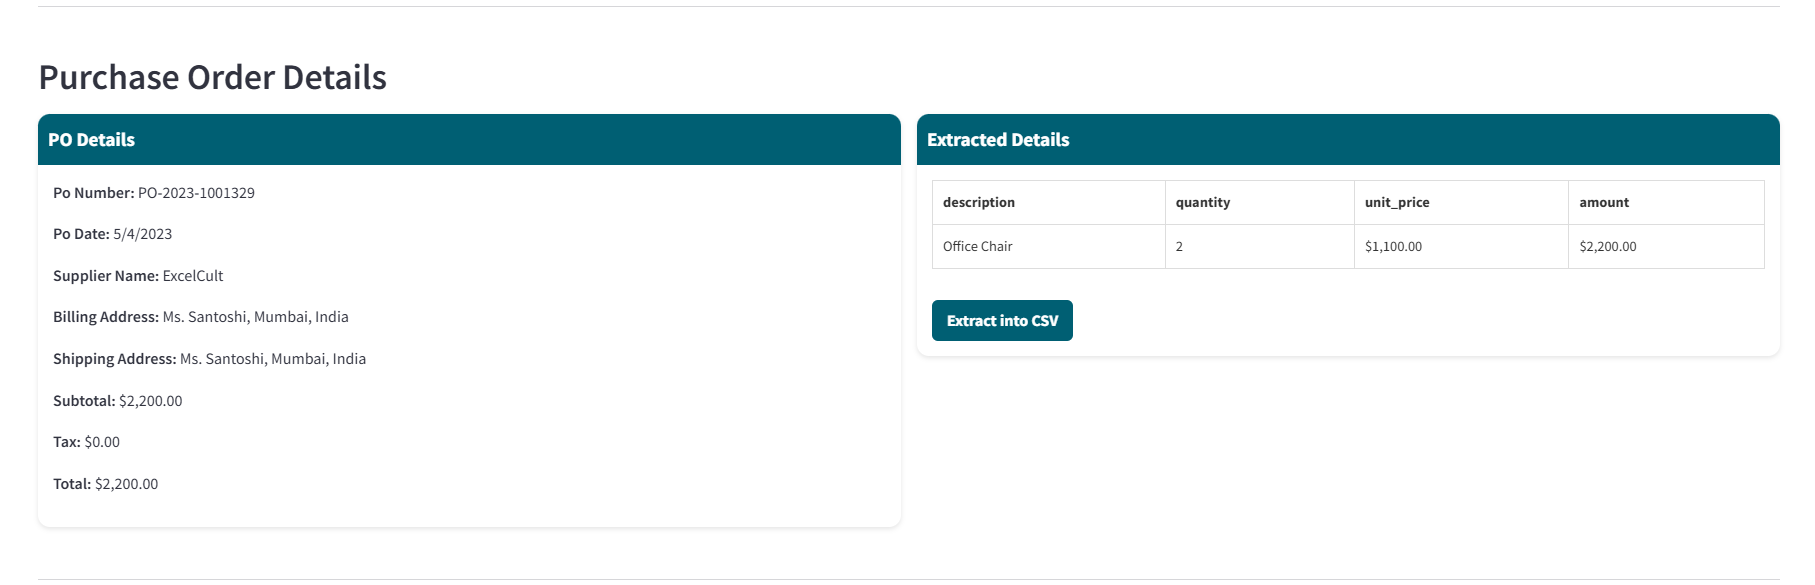 Purchase Order Details
PO Details
Po Number: PO-2023-1001329
Po Date: 5/4/2023
Supplier Name: ExcelCult
Billing Address: Ms. Santoshi, Mumbai, India
Shipping Address: Ms. Santoshi, Mumbai, India
Subtotal: $2,200.00
Tax: $0.00
Total: $2,200.00
Extracted Details
description quantity unit_price amount
Office Chair 2 $1,100.00 $2,200.00
Extract into CSV